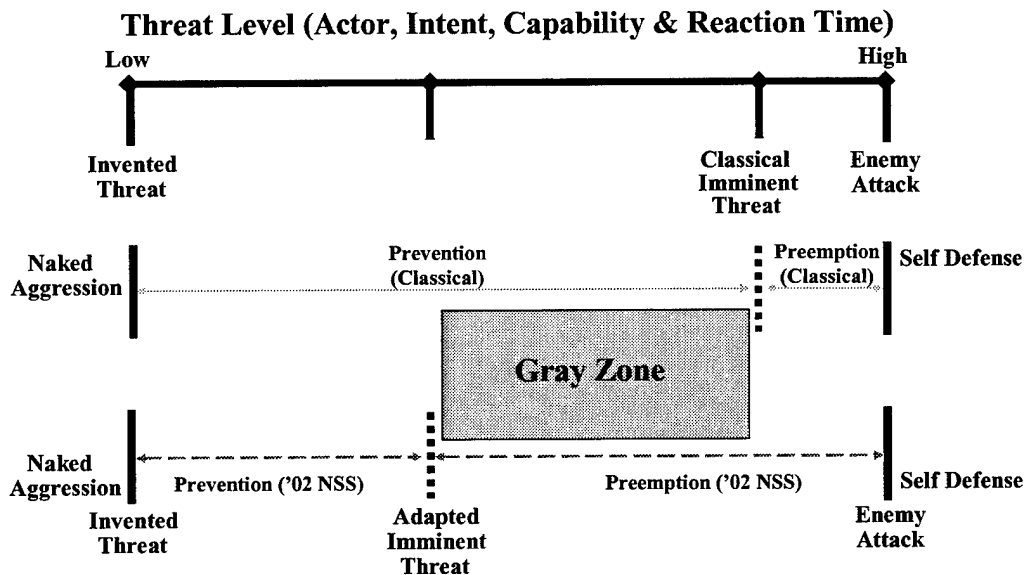 Threat Level (Actor, Intent, Capability & Reaction Time)
Low
High
Invented
Threat
Classical
Imminent
Threat
Enemy
Attack
Naked
Aggression
Prevention
(Classical)
Preemption
(Classical)
Self Defense
Gray Zone
Naked
Aggression
Prevention ('02 NSS)
Preemption ('02 NSS)
Self Defense
Invented
Threat
Adapted
Imminent
Threat
Enemy
Attack